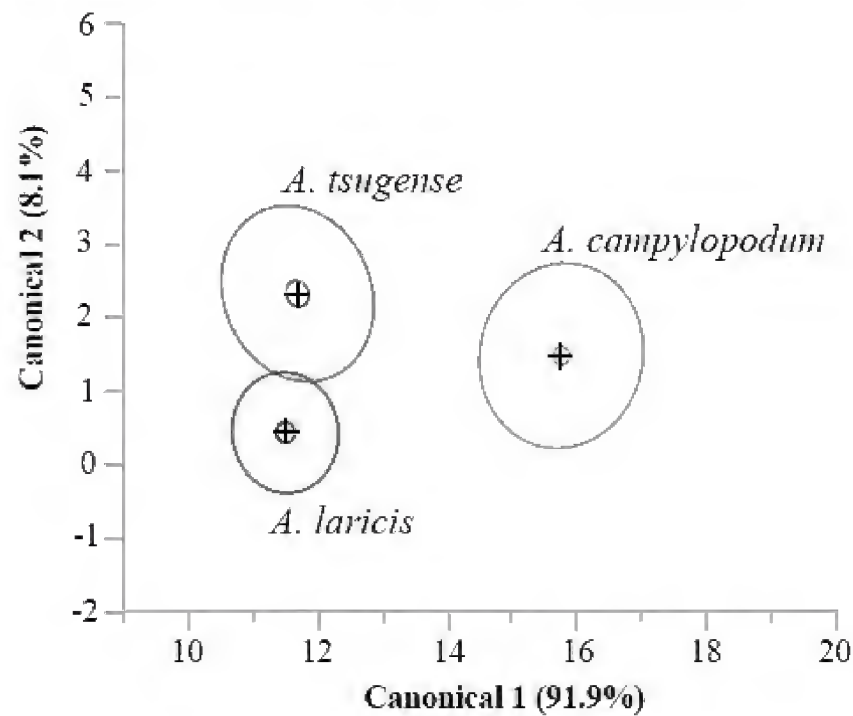 6
5
4
3
2
1
0
-1
-2
Canonical 2 (8.1%)
A. tsugense
A. campylopodum
A. laricis
10 12 14 16 18 20
Canonical 1 (91.9%)